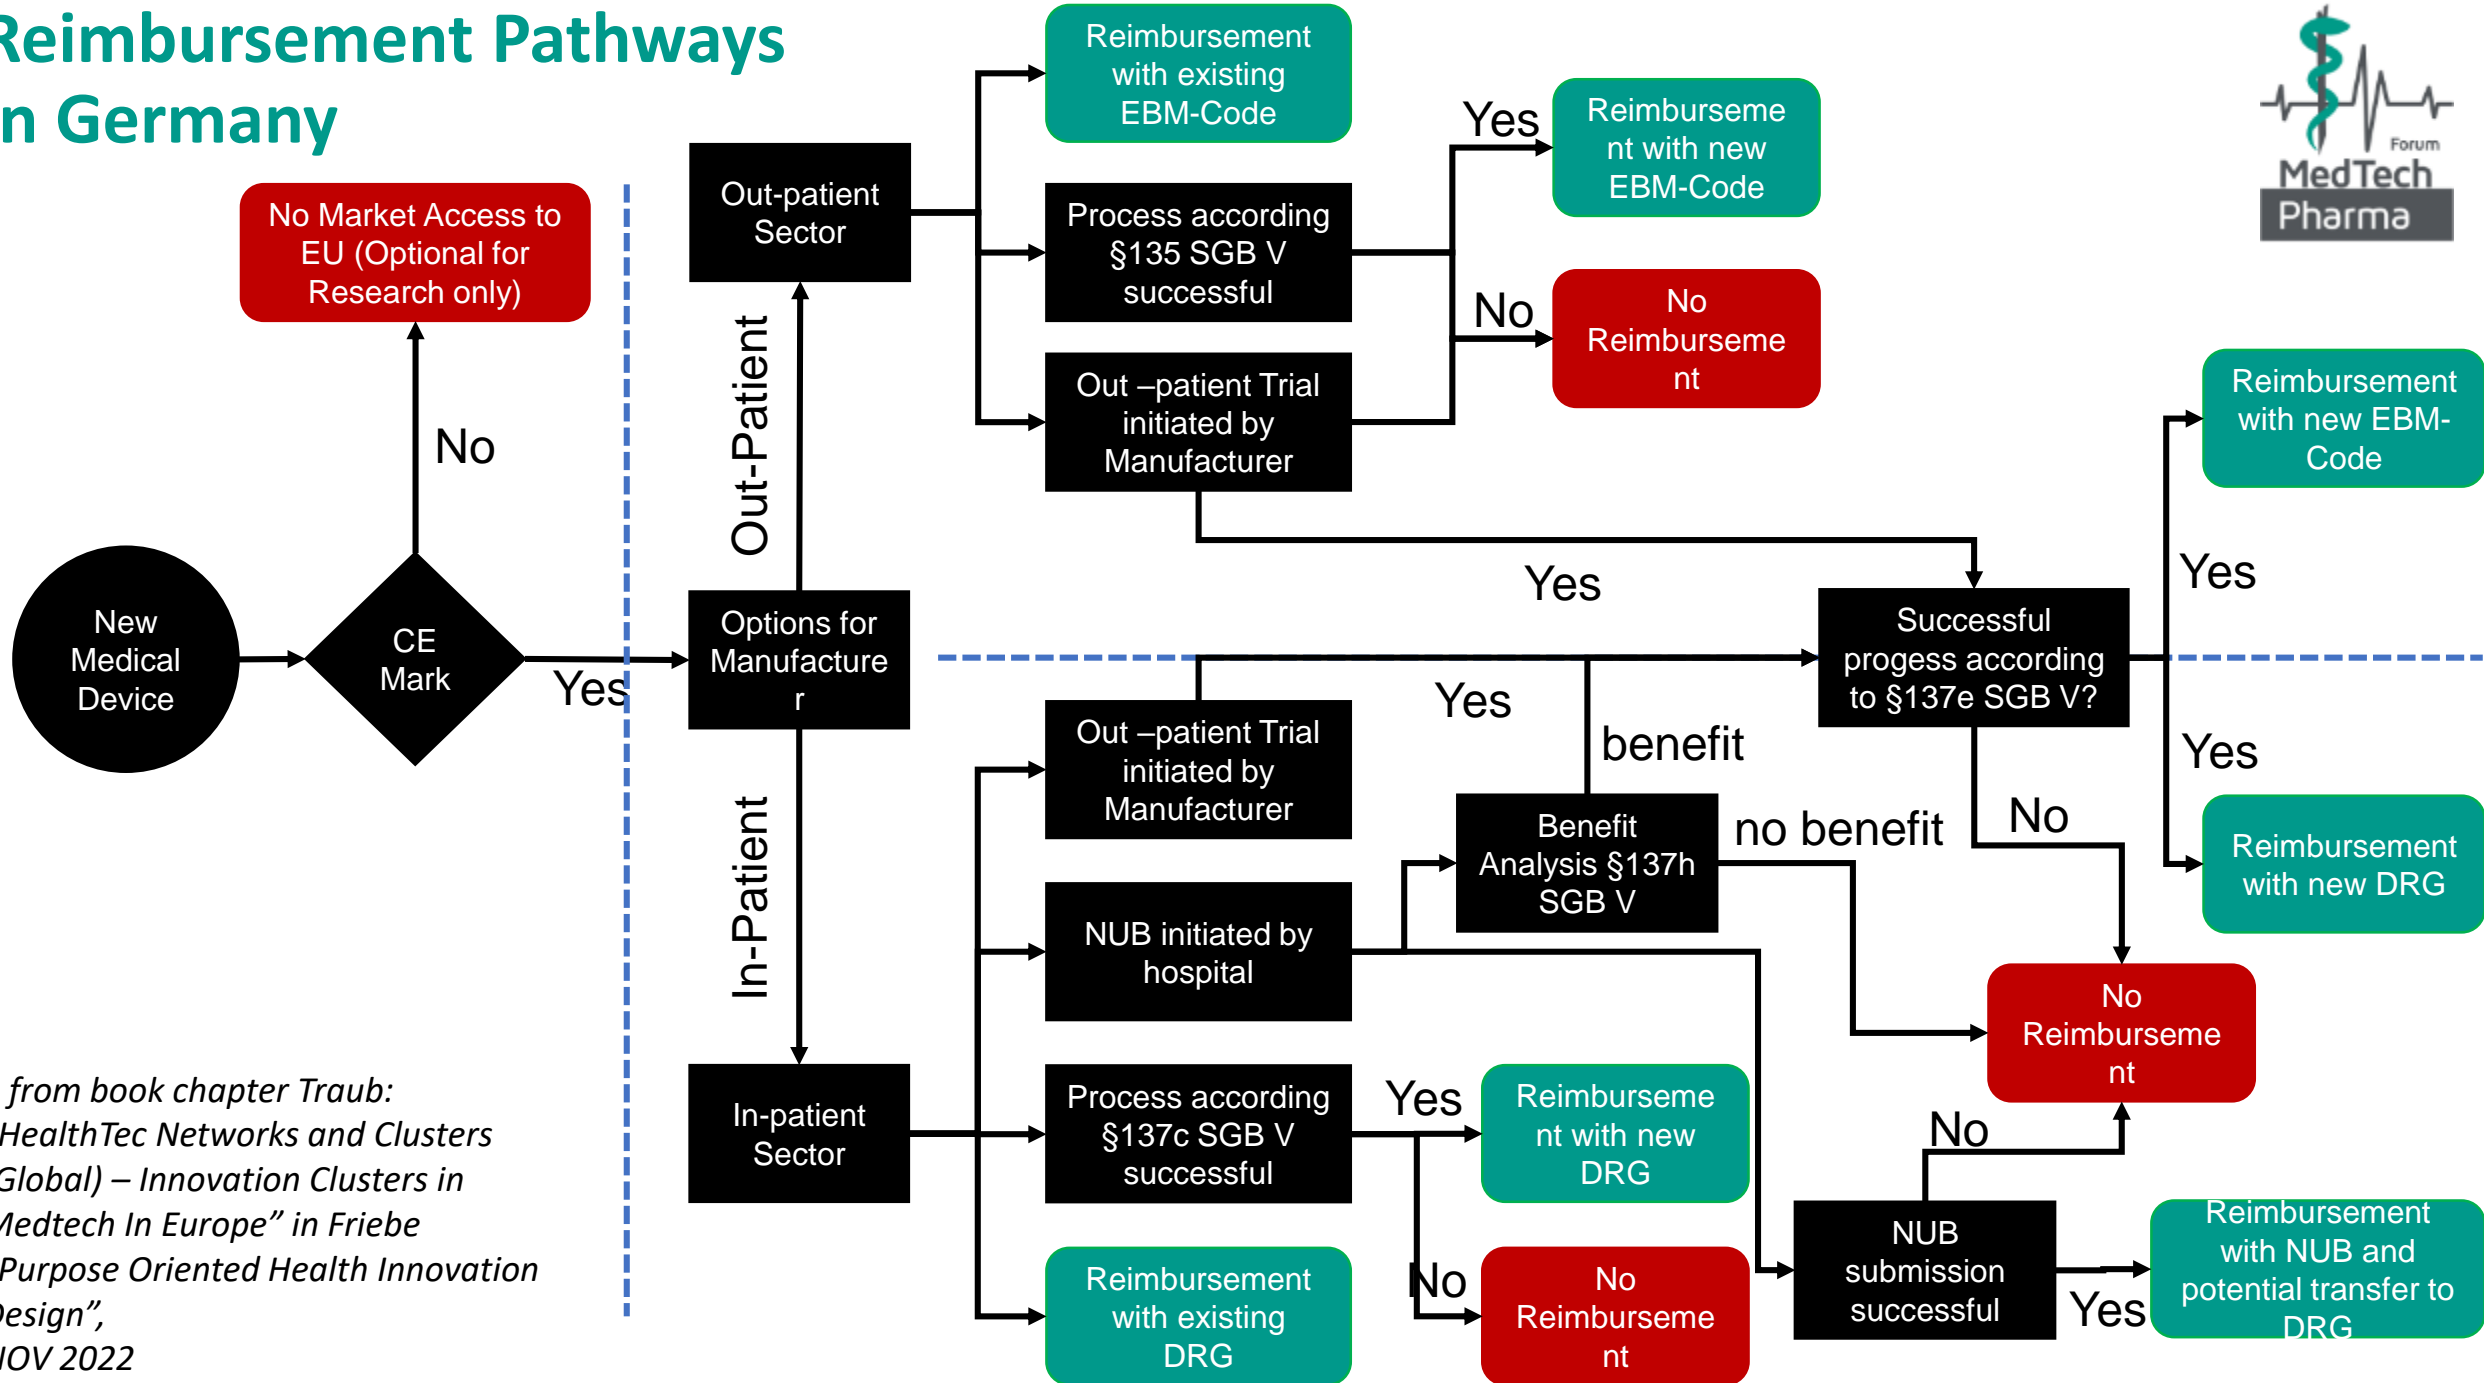 Reimbursement Pathways
n Germany
Forum
MedTech
Pharma
No Market Access to
EU (Optional for
Research only)
No
New
Medical
Device
CE
Mark
Yes
Options for
Manufacture
r
Out-Patient
In-Patient
Out-patient
Sector
Reimbursement
with existing
EBM-Code
Process according
§135 SGB V
successful
Out –patient Trial
initiated by
Manufacturer
Yes
Reimburseme
nt with new
EBM-Code
No
No
Reimburseme
nt
Yes
Successful
progess according
to §137e SGB V?
Yes
Reimbursement
with new EBM-
Code
Yes
Reimbursement
with new DRG
No
No
Reimburseme
nt
In-patient
Sector
Out –patient Trial
initiated by
Manufacturer
Yes
benefit
Benefit
Analysis §137h
SGB V
no benefit
NUB initiated by
hospital
Process according
§137c SGB V
successful
Yes
Reimburseme
nt with new
DRG
No
No
Reimburseme
nt
Reimbursement
with existing
DRG
NUB
submission
successful
No
Yes
Reimbursement
with NUB and
potential transfer to
DRG
from book chapter Traub:
HealthTec Networks and Clusters
Global) – Innovation Clusters in
Medtech In Europe” in Friebe
Purpose Oriented Health Innovation
Design”,
NOV 2022